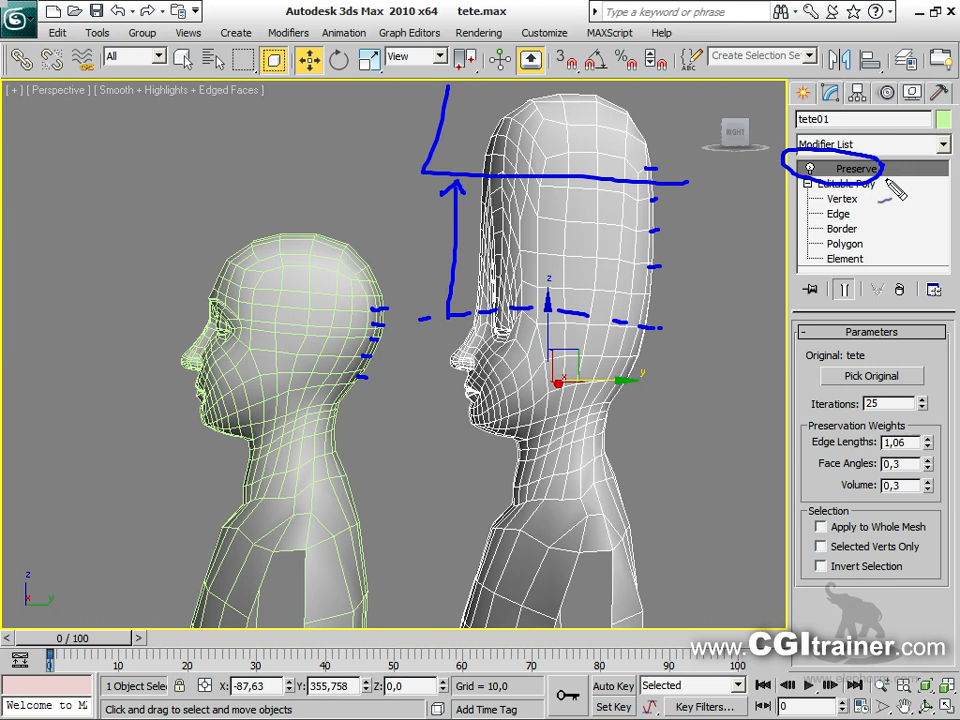 Autodesk 3ds Max 2010 x64 tete.max
Type a keyword or phrase
Edit Tools Group Views Create Modifiers Animation Graph Editors Rendering Customize MAXScript Help
All
View
3
ABC
Create Selection Se
[ + ] [ Perspective ] [ Smooth + Highlights + Edged Faces ]
RIGHT
tete01
Modifier List
Preserve
Editable Poly
Vertex
Edge
Border
Polygon
Element
Parameters
Original: tete
Pick Original
Iterations: 25
Preservation Weights
Edge Lengths: 1,06
Face Angles: 0,3
Volume: 0,3
Selection
Apply to Whole Mesh
Selected Verts Only
Invert Selection
z
x
y
z
x
y
www.CGItrainer.com
0 / 100
0 10 20 30 40 50 60 70 80 90 100
1 Object Selec X: -87,63 Y: 355,758 Z: 0,0 Grid = 10,0
Auto Key Selected
Welcome to M
Click and drag to select and move objects
Add Time Tag
Set Key Key Filters... 0